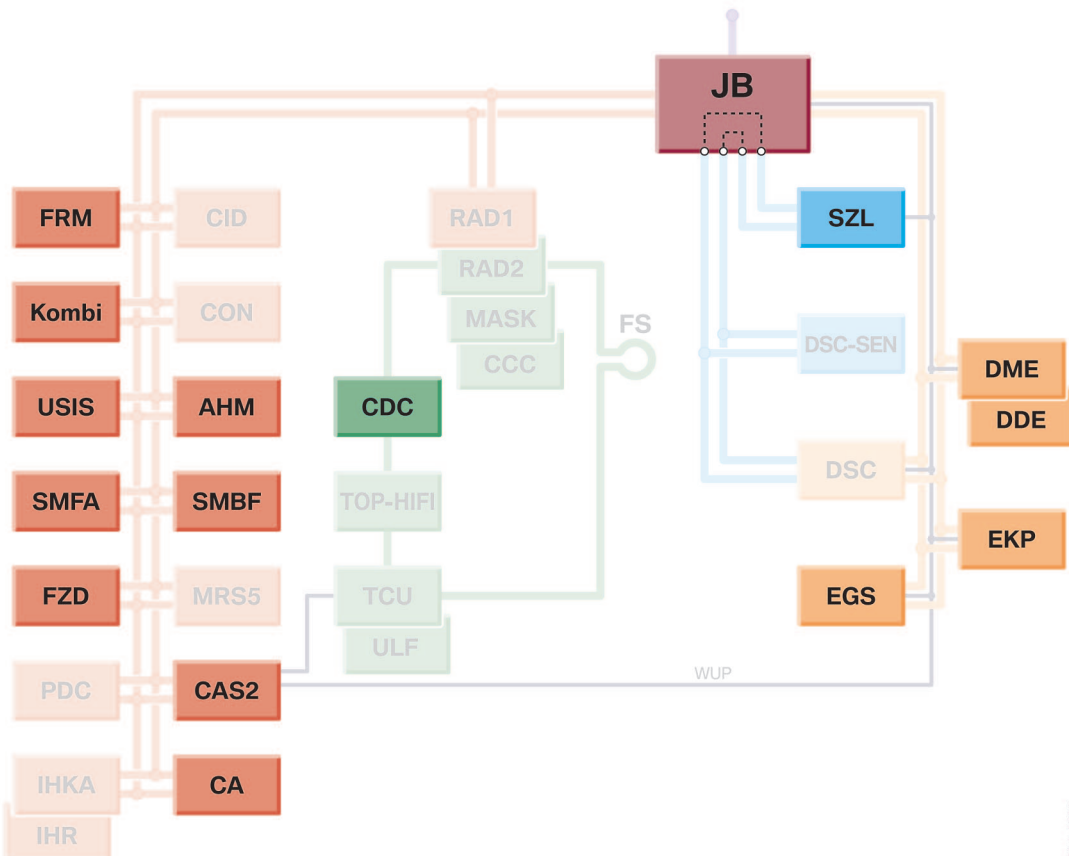 JB
FRM
CID
RAD1
SZL
RAD2
Kombi
CON
MASK
FS
DSC-SEN
CCC
DME
USIS
AHM
CDC
DDE
DSC
SMFA
SMBF
TOP-HIFI
EKP
FZD
MRS5
TCU
EGS
ULF
PDC
CAS2
WUP
IHKA
CA
IHR